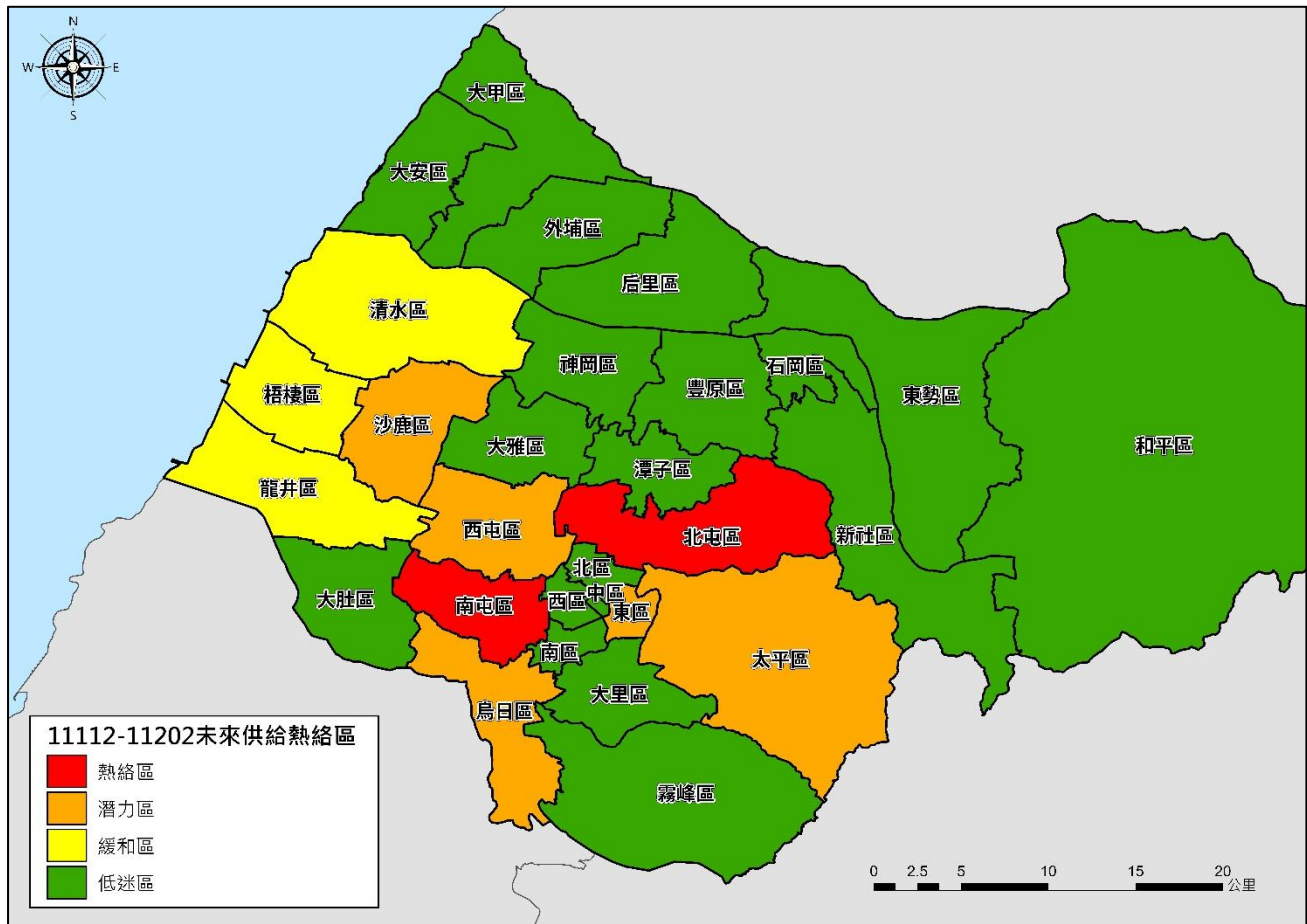 N
W
E
S
大甲區
大安區
外埔區
后里區
清水區
神岡區
豐原區
石岡區
東勢區
和平區
梧棲區
沙鹿區
大雅區
潭子區
龍井區
西屯區
北屯區
新社區
北區
中區
西區
東區
大肚區
南屯區
南區
太平區
大里區
烏日區
霧峰區
11112-11202未來供給熱絡區
熱絡區
潛力區
緩和區
低迷區
0 2.5 5 10 15 20
公里